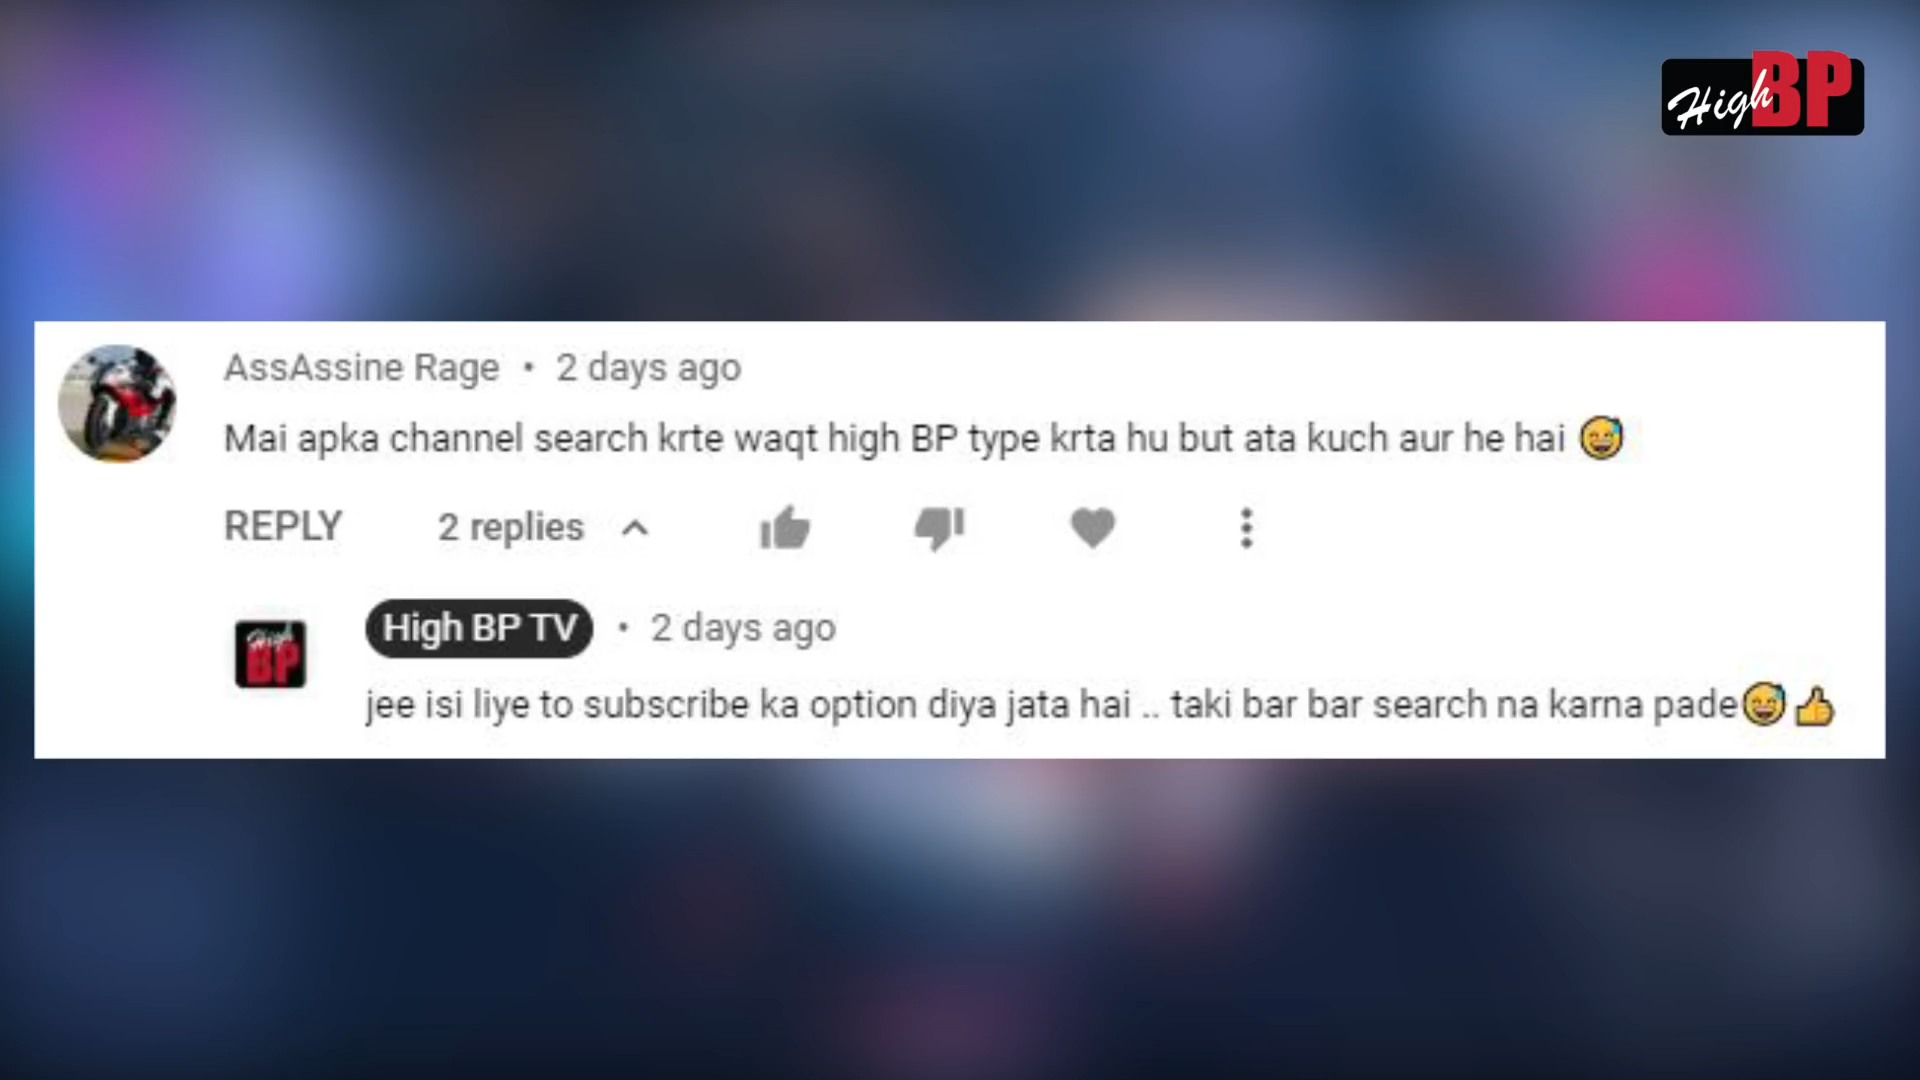 High BP
AssAssine Rage • 2 days ago
Mai apka channel search krte waqt high BP type krta hu but ata kuch aur he hai 😅
REPLY 2 replies
High BP
High BP TV • 2 days ago
jee isi liye to subscribe ka option diya jata hai .. taki bar bar search na karna pade😅👍